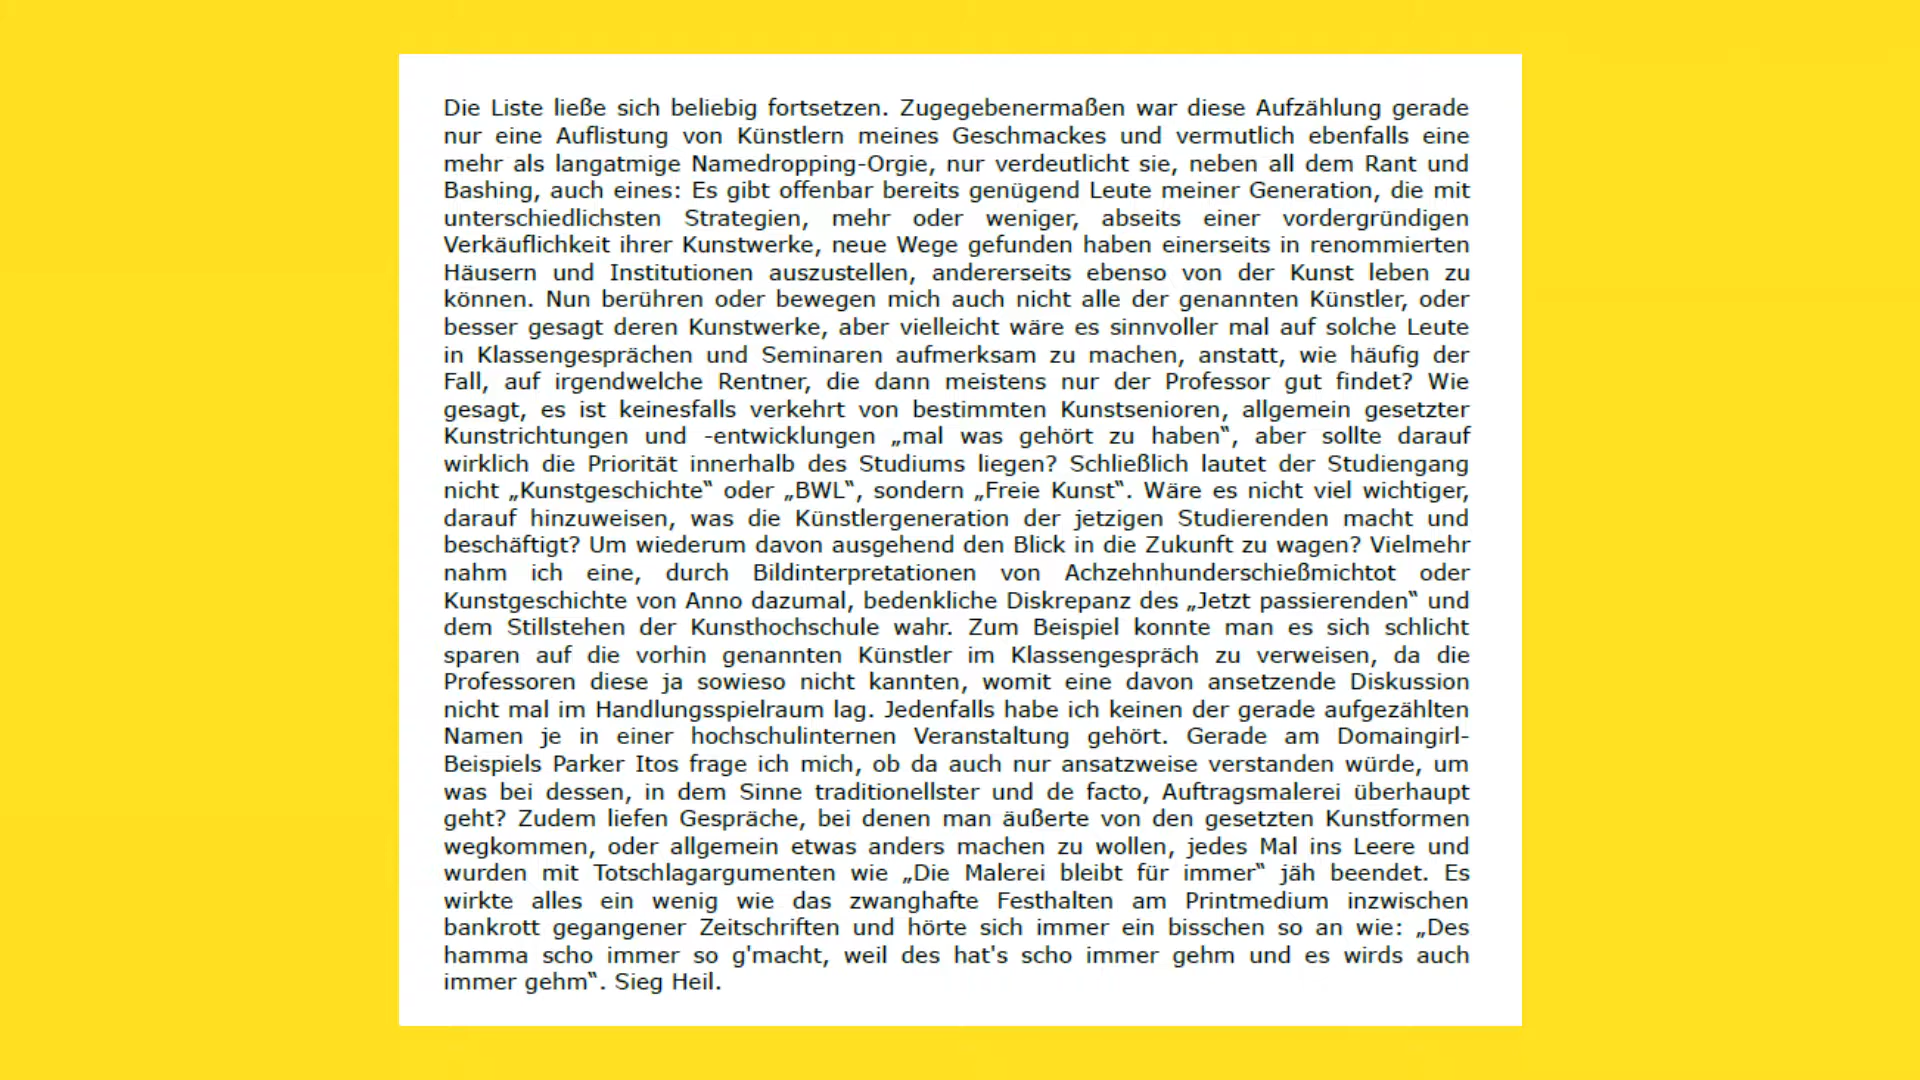 Die Liste ließe sich beliebig fortsetzen. Zugegebenermaßen war diese Aufzählung gerade
nur eine Auflistung von Künstlern meines Geschmackes und vermutlich ebenfalls eine
mehr als langatmige Namedropping-Orgie, nur verdeutlicht sie, neben all dem Rant und
Bashing, auch eines: Es gibt offenbar bereits genügend Leute meiner Generation, die mit
unterschiedlichsten Strategien, mehr oder weniger, abseits einer vordergründigen
Verkäuflichkeit ihrer Kunstwerke, neue Wege gefunden haben einerseits in renommierten
Häusern und Institutionen auszustellen, andererseits ebenso von der Kunst leben zu
können. Nun berühren oder bewegen mich auch nicht alle der genannten Künstler, oder
besser gesagt deren Kunstwerke, aber vielleicht wäre es sinnvoller mal auf solche Leute
in Klassengesprächen und Seminaren aufmerksam zu machen, anstatt, wie häufig der
Fall, auf irgendwelche Rentner, die dann meistens nur der Professor gut findet? Wie
gesagt, es ist keinesfalls verkehrt von bestimmten Kunstsenioren, allgemein gesetzter
Kunstrichtungen und -entwicklungen „mal was gehört zu haben“, aber sollte darauf
wirklich die Priorität innerhalb des Studiums liegen? Schließlich lautet der Studiengang
nicht „Kunstgeschichte“ oder „BWL“, sondern „Freie Kunst“. Wäre es nicht viel wichtiger,
darauf hinzuweisen, was die Künstlergeneration der jetzigen Studierenden macht und
beschäftigt? Um wiederum davon ausgehend den Blick in die Zukunft zu wagen? Vielmehr
nahm ich eine, durch Bildinterpretationen von Achzehnhunderschießmichtot oder
Kunstgeschichte von Anno dazumal, bedenkliche Diskrepanz des „Jetzt passierenden“ und
dem Stillstehen der Kunsthochschule wahr. Zum Beispiel konnte man es sich schlicht
sparen auf die vorhin genannten Künstler im Klassengespräch zu verweisen, da die
Professoren diese ja sowieso nicht kannten, womit eine davon ansetzende Diskussion
nicht mal im Handlungsspielraum lag. Jedenfalls habe ich keinen der gerade aufgezählten
Namen je in einer hochschulinternen Veranstaltung gehört. Gerade am Domaingirl-
Beispiels Parker Itos frage ich mich, ob da auch nur ansatzweise verstanden würde, um
was bei dessen, in dem Sinne traditionellster und de facto, Auftragsmalerei überhaupt
geht? Zudem liefen Gespräche, bei denen man äußerte von den gesetzten Kunstformen
wegkommen, oder allgemein etwas anders machen zu wollen, jedes Mal ins Leere und
wurden mit Totschlagargumenten wie „Die Malerei bleibt für immer“ jäh beendet. Es
wirkte alles ein wenig wie das zwanghafte Festhalten am Printmedium inzwischen
bankrott gegangener Zeitschriften und hörte sich immer ein bisschen so an wie: „Des
hamma scho immer so g'macht, weil des hat's scho immer gehm und es wirds auch
immer gehm“. Sieg Heil.